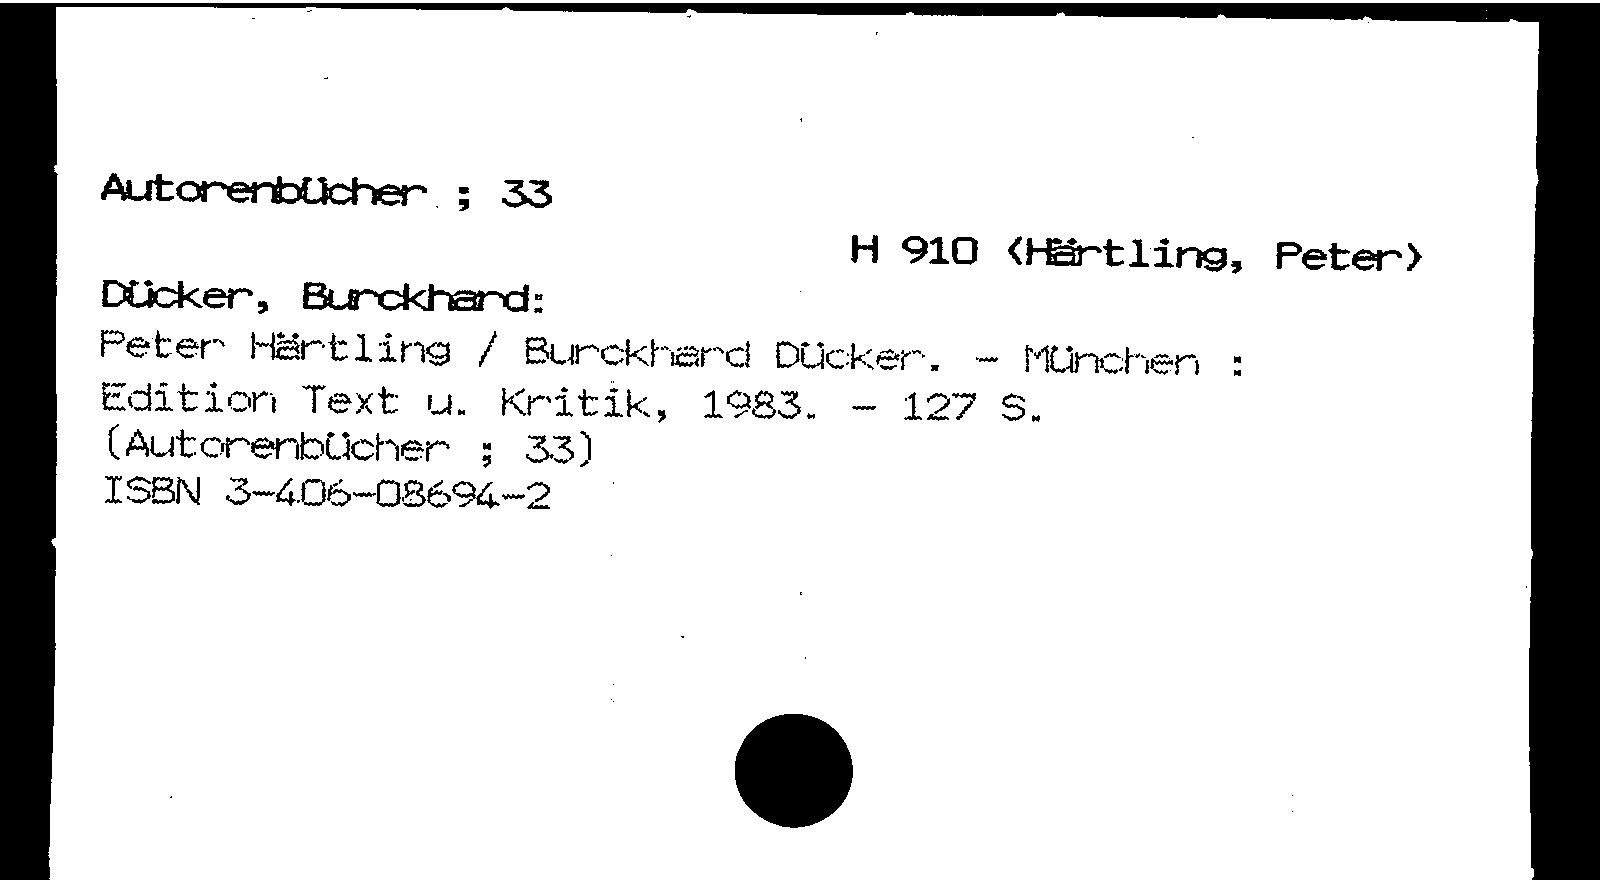 Autorenbücher ; 33
H 910 <Härtling, Peter>
Dücker, Burckhard:
Peter Härtling / Burckhard Dücker. - München :
Edition Text u. Kritik, 1983. - 127 S.
(Autorenbücher ; 33)
ISBN 3-406-08694-2